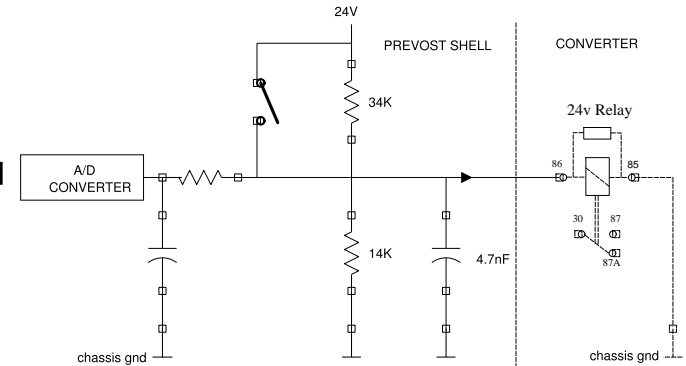 24V
PREVOST SHELL
CONVERTER
34K
24v Relay
A/D
CONVERTER
86
85
30
87
87A
14K
4.7nF
chassis gnd
chassis gnd